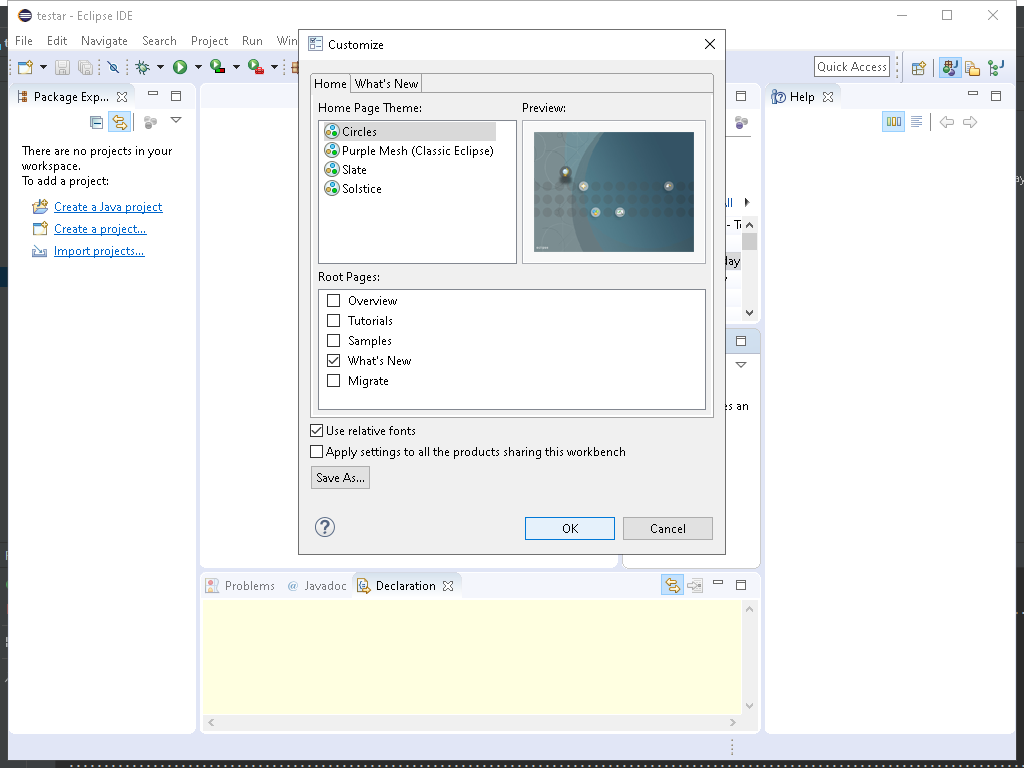 testar - Eclipse IDE
File Edit Navigate Search Project Run Win
Quick Access
Package Exp...
There are no projects in your
workspace.
To add a project:
Create a Java project
Create a project...
Import projects...
Customize
Home What's New
Home Page Theme:
Circles
Purple Mesh (Classic Eclipse)
Slate
Solstice
Preview:
Root Pages:
Overview
Tutorials
Samples
What's New
Migrate
Use relative fonts
Apply settings to all the products sharing this workbench
Save As...
OK Cancel
Help
Problems @ Javadoc Declaration